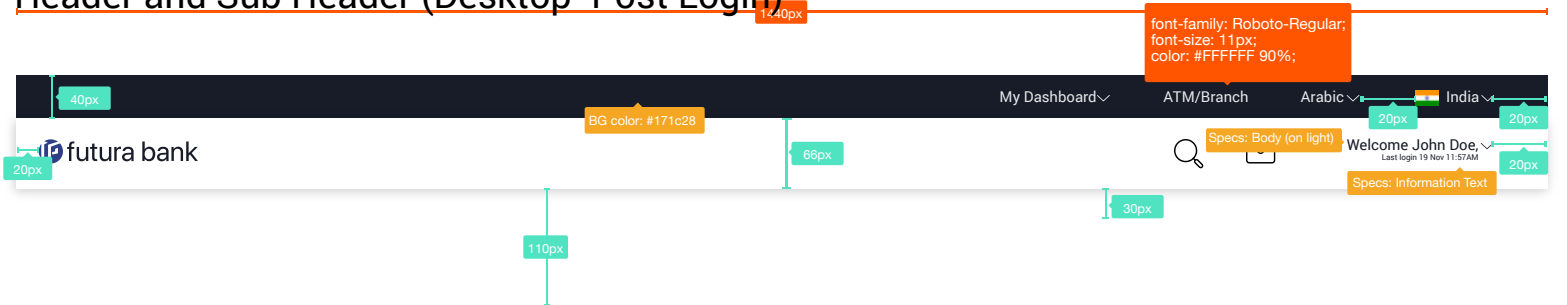 Header and Sub Header (Desktop- Post Login)
1440px
font-family: Roboto-Regular;
font-size: 11px;
color: #FFFFFF 90%;
40px
My Dashboard
ATM/Branch
Arabic
India
BG color: #171c28
20px
20px
futura bank
20px
66px
Specs: Body (on light)
Welcome John Doe,
Last login 19 Nov 11:57AM
20px
Specs: Information Text
30px
110px